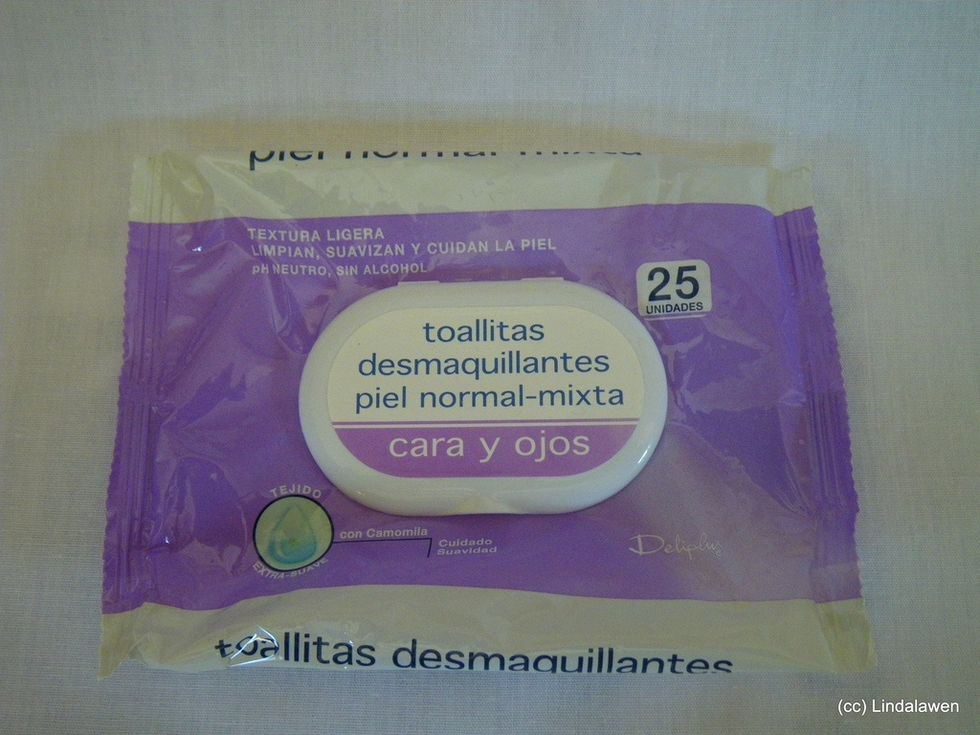 piel normal-mixta
TEXTURA LIGERA
LIMPIAN, SUAVIZAN Y CUIDAN LA PIEL
pH NEUTRO, SIN ALCOHOL
25
UNIDADES
toallitas
desmaquillantes
piel normal-mixta
cara y ojos
TEJIDO
EXTRA-SUAVE
con Camomila
Cuidado
Suavidad
Deliplus
toallitas desmaquillantes
(cc) Lindalawen